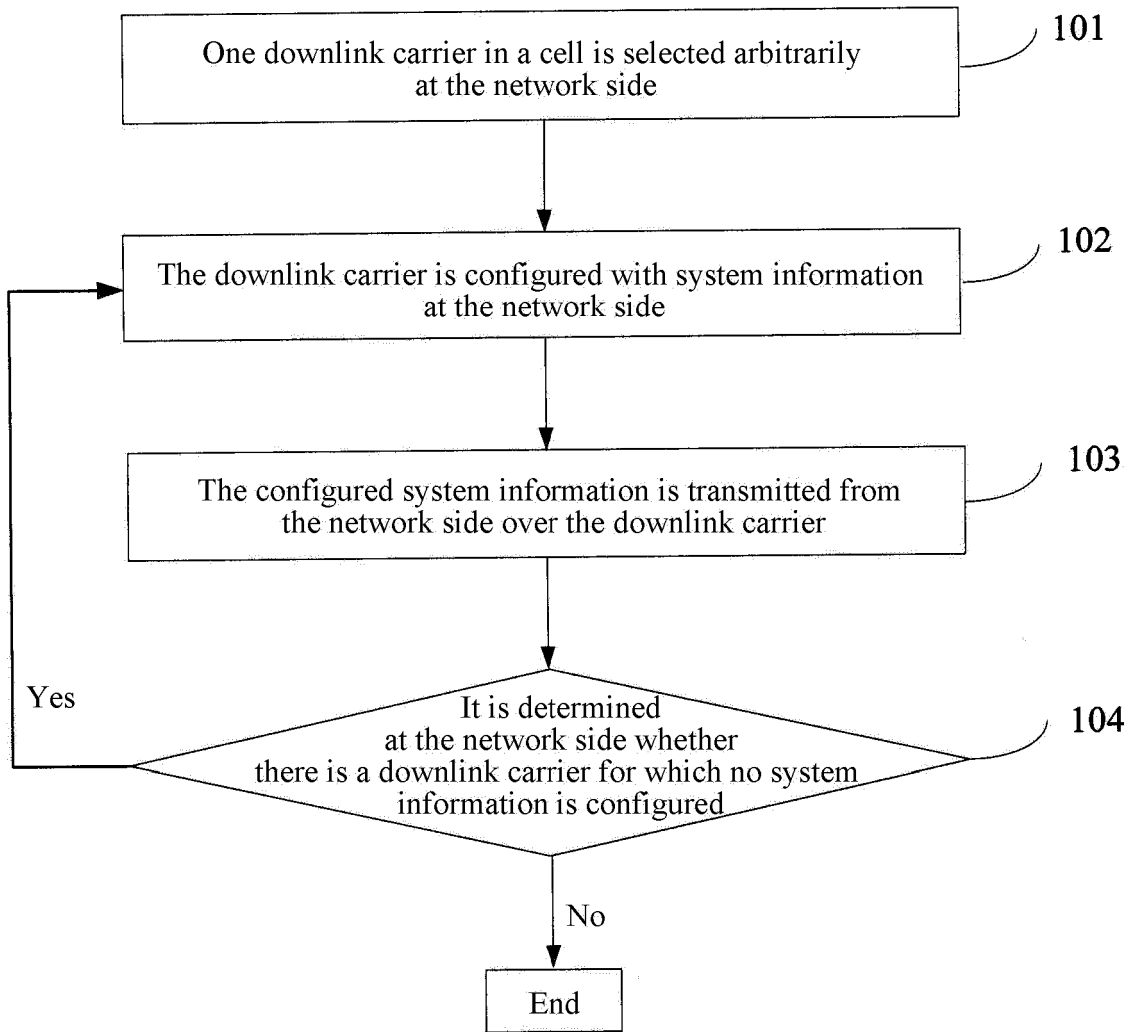 One downlink carrier in a cell is selected arbitrarily
at the network side
101
The downlink carrier is configured with system information
at the network side
102
The configured system information is transmitted from
the network side over the downlink carrier
103
It is determined
at the network side whether
there is a downlink carrier for which no system
information is configured
104
Yes
No
End